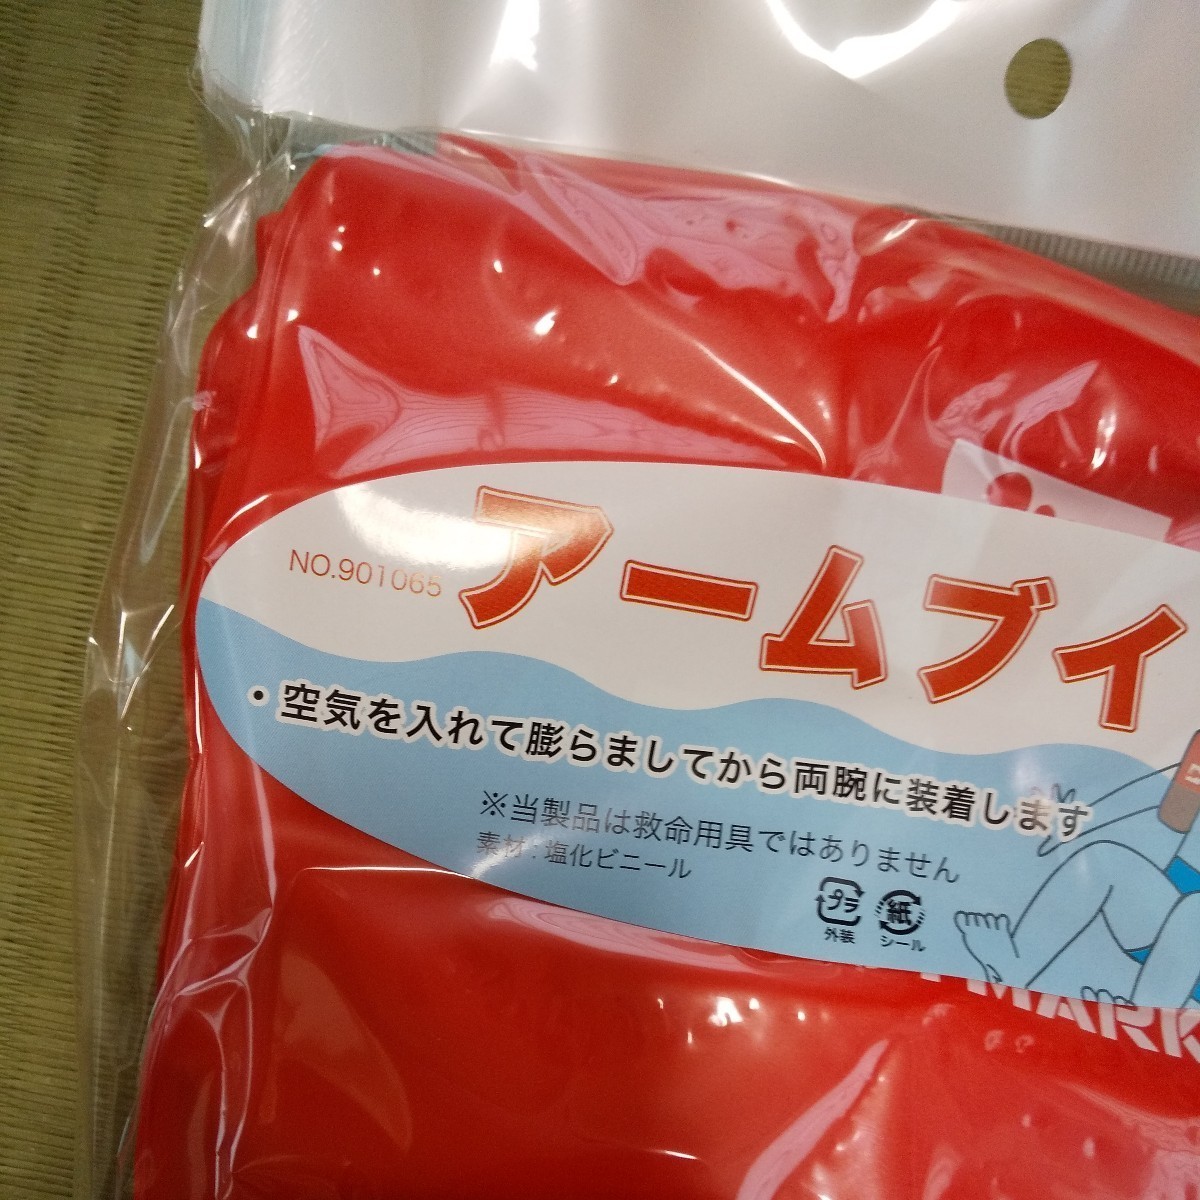 NO.901065 アームブイ
・空気を入れて膨らましてから両腕に装着します
※当製品は救命用具ではありません
素材:塩化ビニール
プラ 紙
外装 シール
MARK